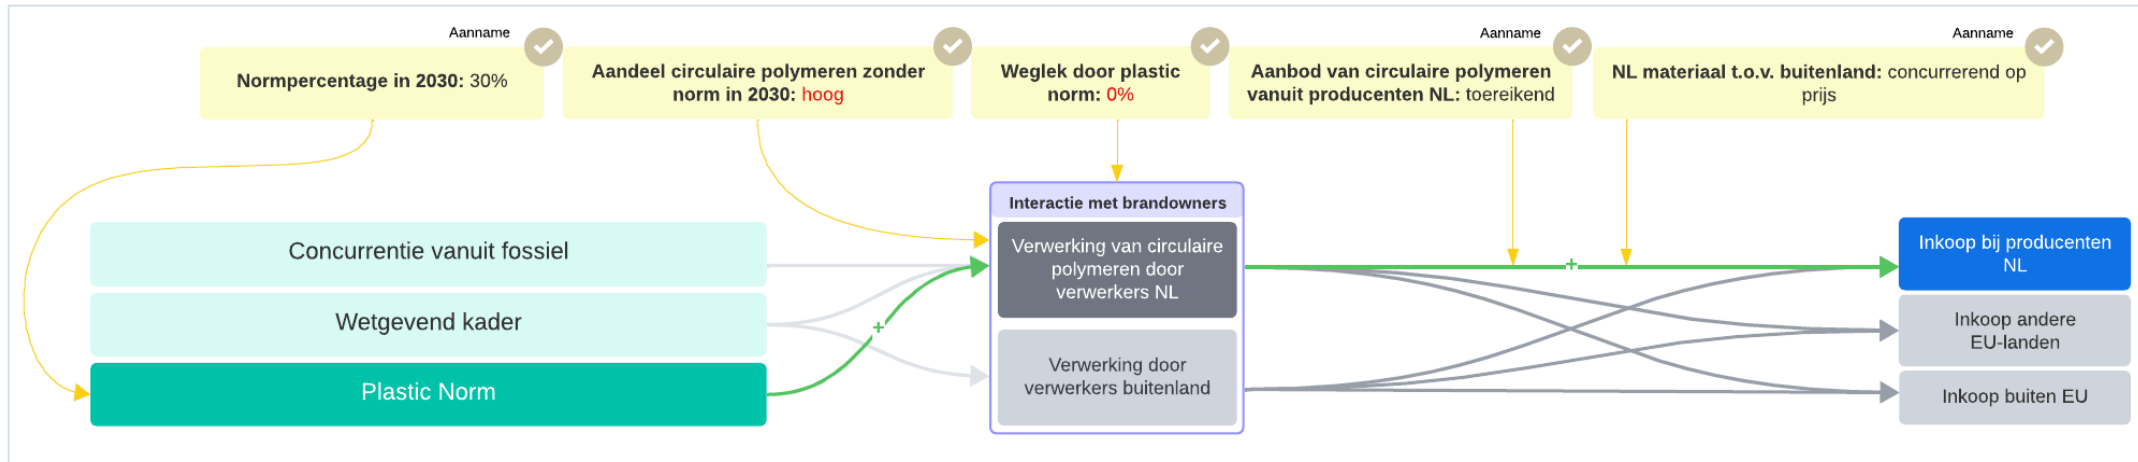 Aanname
Normpercentage in 2030: 30%
Aandeel circulaire polymeren zonder
norm in 2030: hoog
Weglek door plastic
norm: 0%
Aanname
Aanbod van circulaire polymeren
vanuit producenten NL: toereikend
Aanname
NL materiaal t.o.v. buitenland: concurrerend op
prijs
Concurrentie vanuit fossiel
Wetgevend kader
Plastic Norm
+
Interactie met brandowners
Verwerking van circulaire
polymeren door
verwerkers NL
Verwerking door
verwerkers buitenland
+
Inkoop bij producenten
NL
Inkoop andere
EU-landen
Inkoop buiten EU